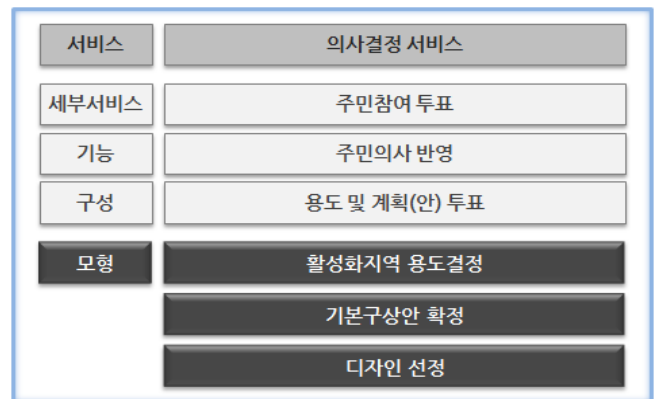 서비스 의사결정 서비스
세부서비스 주민참여 투표
기능 주민의사 반영
구성 용도 및 계획(안) 투표
모형 활성화지역 용도결정
기본구상안 확정
디자인 선정